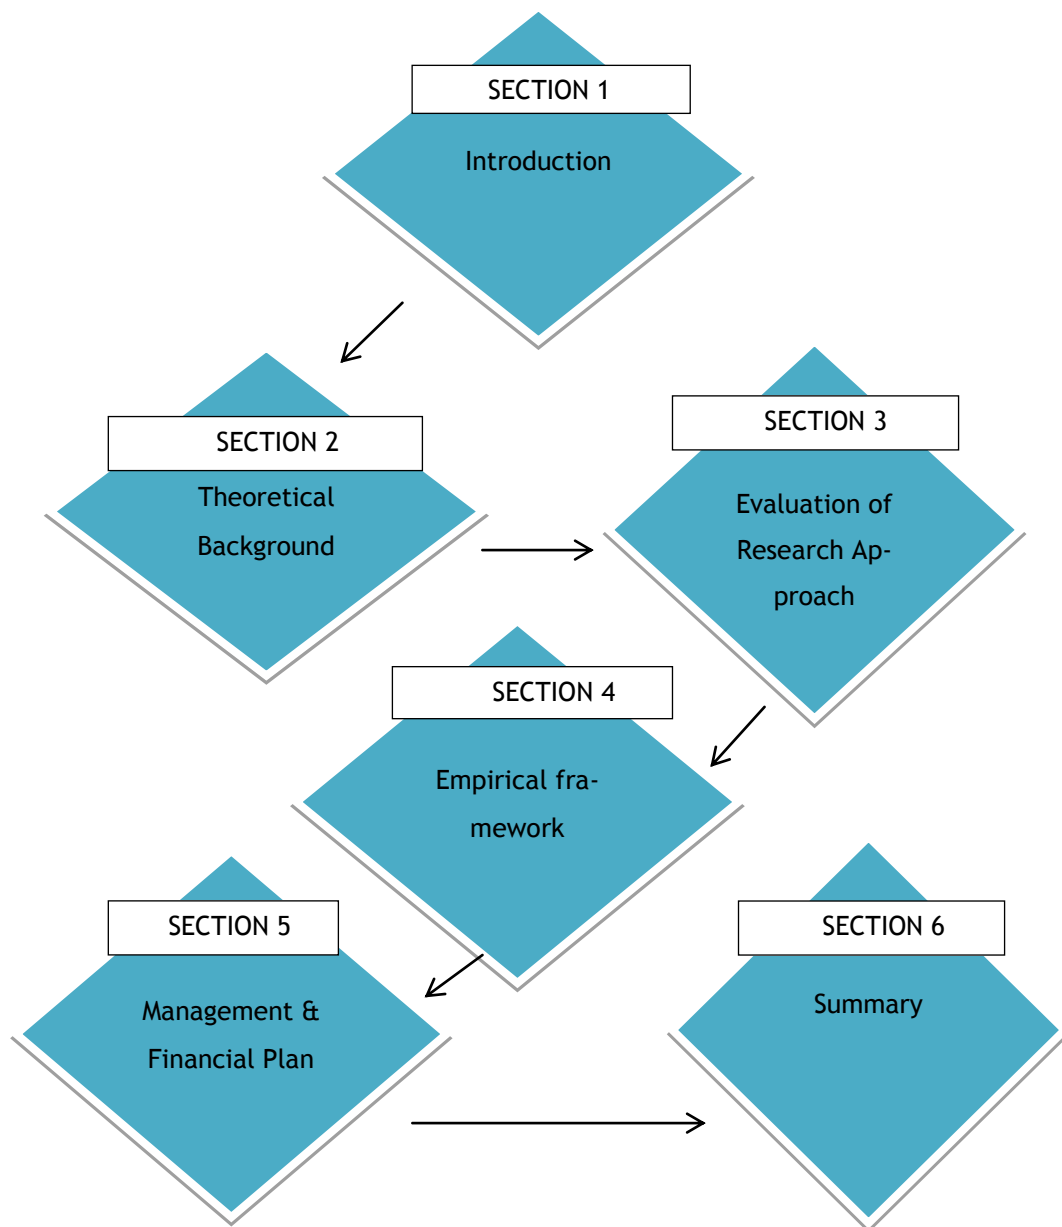 SECTION 1
Introduction
SECTION 2
Theoretical
Background
SECTION 3
Evaluation of
Research Ap-
proach
SECTION 4
Empirical fra-
mework
SECTION 5
Management &
Financial Plan
SECTION 6
Summary